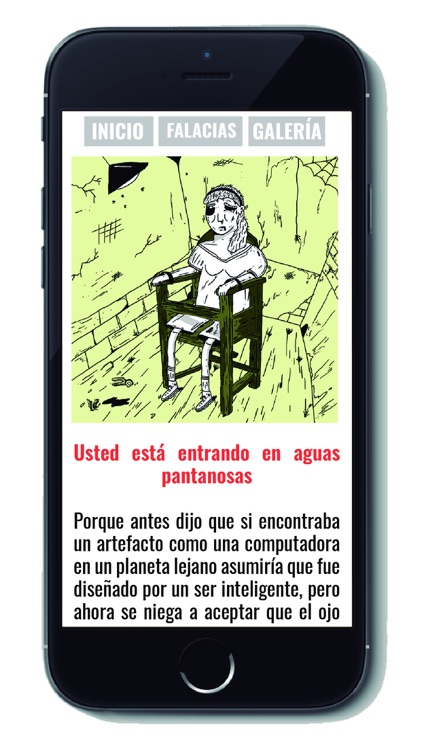 INICIO FALACIAS GALERÍA
Usted está entrando en aguas
pantanosas
Porque antes dijo que si encontraba
un artefacto como una computadora
en un planeta lejano asumiría que fue
diseñado por un ser inteligente, pero
ahora se niega a aceptar que el ojo